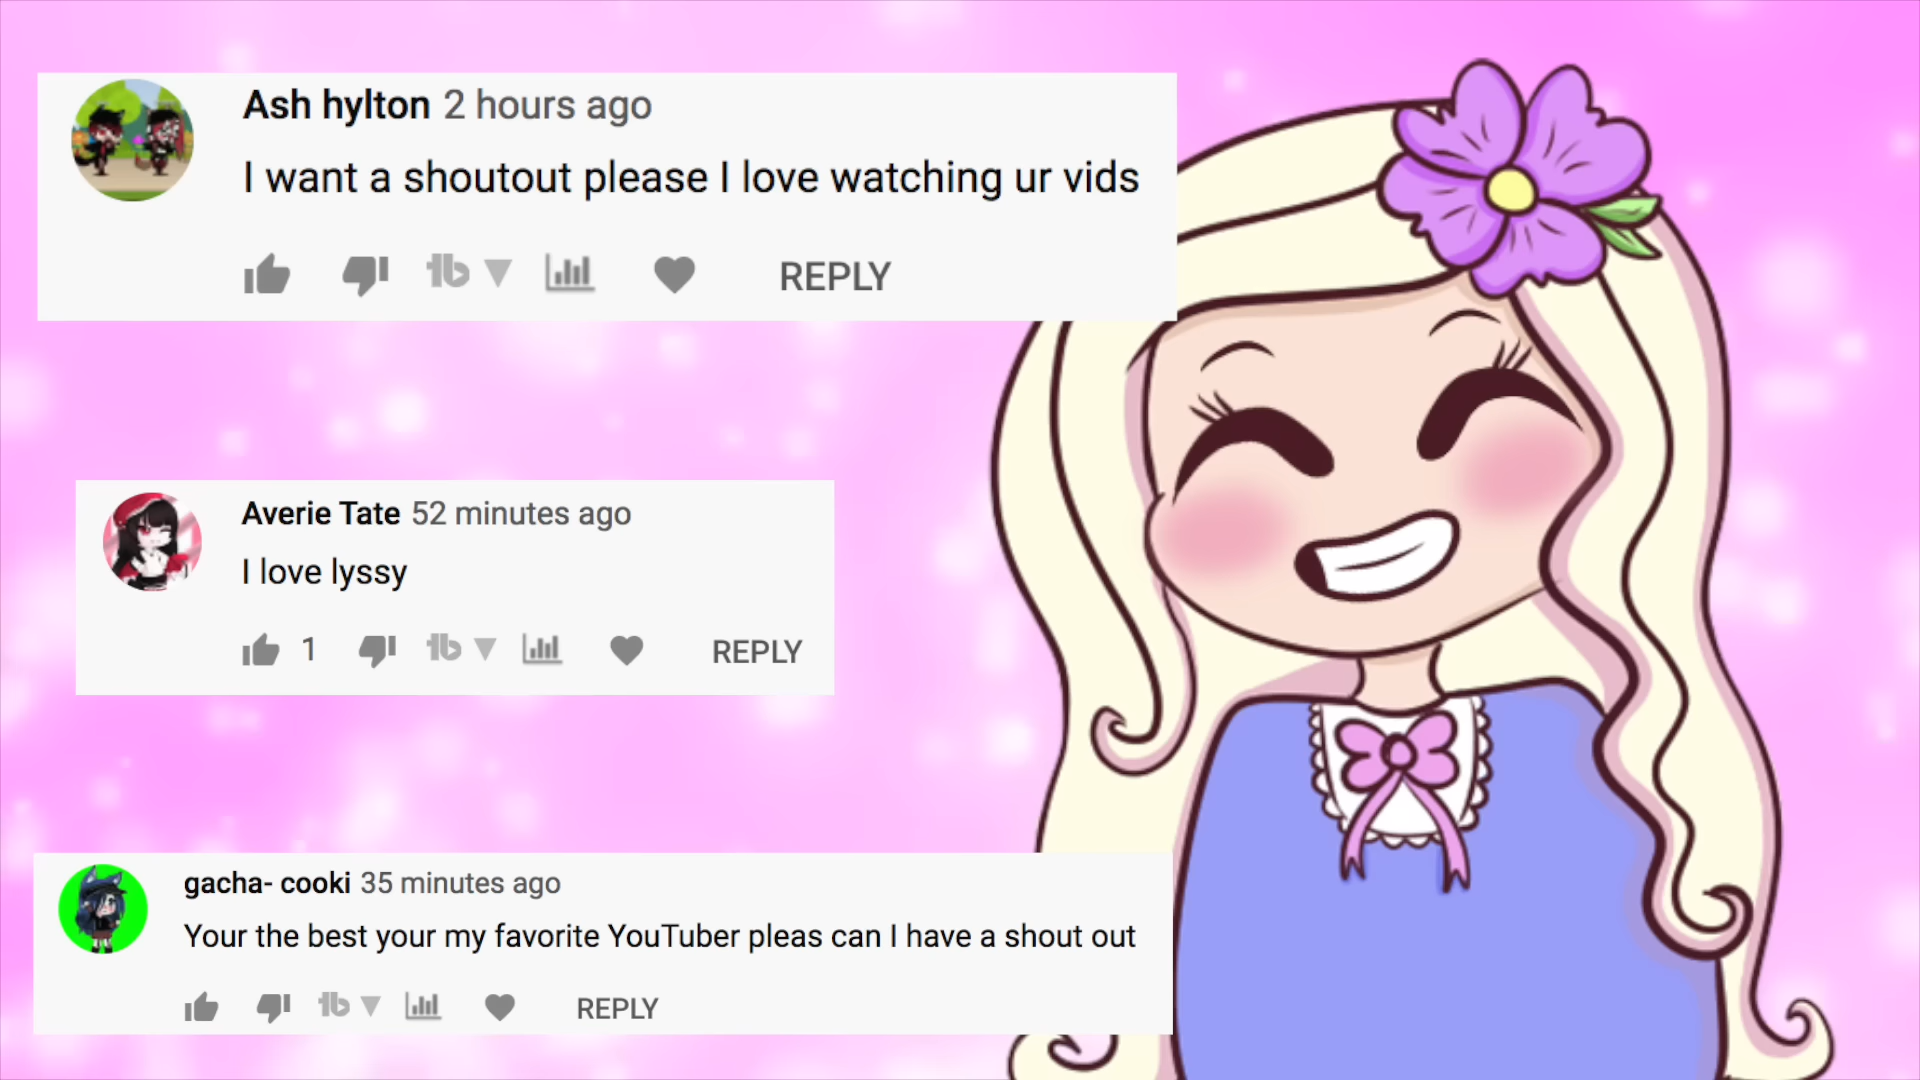 Ash hylton 2 hours ago
I want a shoutout please I love watching ur vids
REPLY
Averie Tate 52 minutes ago
I love lyssy
1
REPLY
gacha- cooki 35 minutes ago
Your the best your my favorite YouTuber pleas can I have a shout out
REPLY